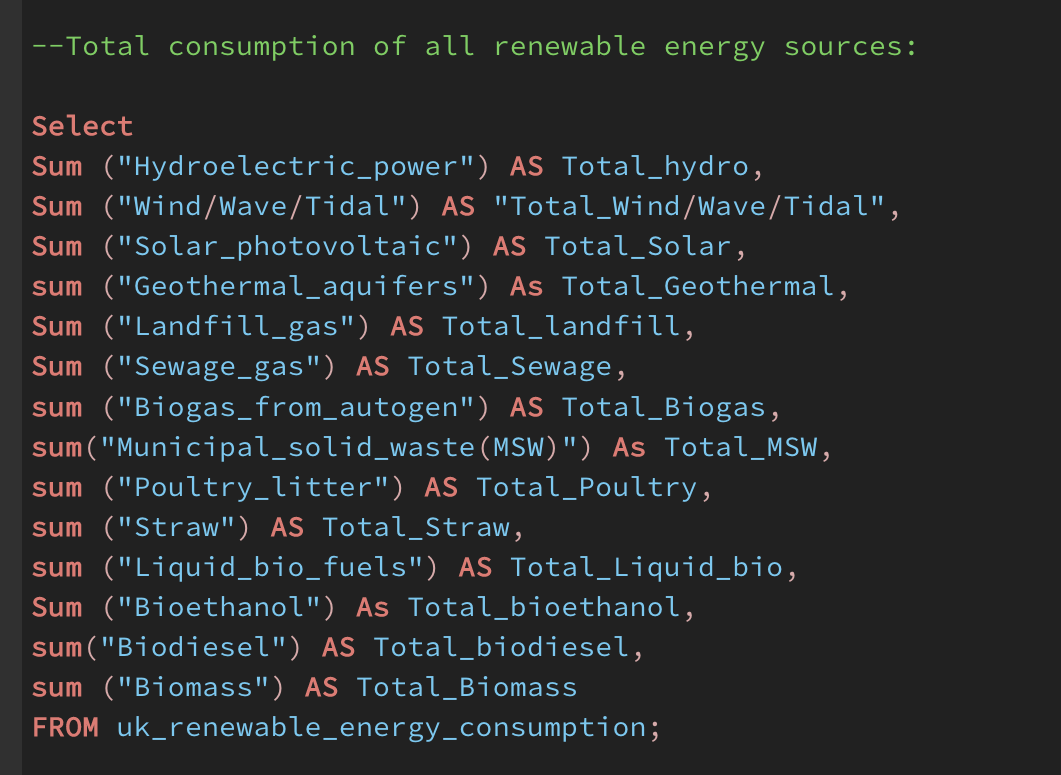 --Total consumption of all renewable energy sources:
Select
Sum ("Hydroelectric_power") AS Total_hydro,
Sum ("Wind/Wave/Tidal") AS "Total_Wind/Wave/Tidal",
Sum ("Solar_photovoltaic") AS Total_Solar,
sum ("Geothermal_aquifers") As Total_Geothermal,
Sum ("Landfill_gas") AS Total_landfill,
Sum ("Sewage_gas") AS Total_Sewage,
sum ("Biogas_from_autogen") AS Total_Biogas,
sum("Municipal_solid_waste(MSW)") As Total_MSW,
sum ("Poultry_litter") AS Total_Poultry,
sum ("Straw") AS Total_Straw,
sum ("Liquid_bio_fuels") AS Total_Liquid_bio,
Sum ("Bioethanol") As Total_bioethanol,
sum("Biodiesel") AS Total_biodiesel,
sum ("Biomass") AS Total_Biomass
FROM uk_renewable_energy_consumption;